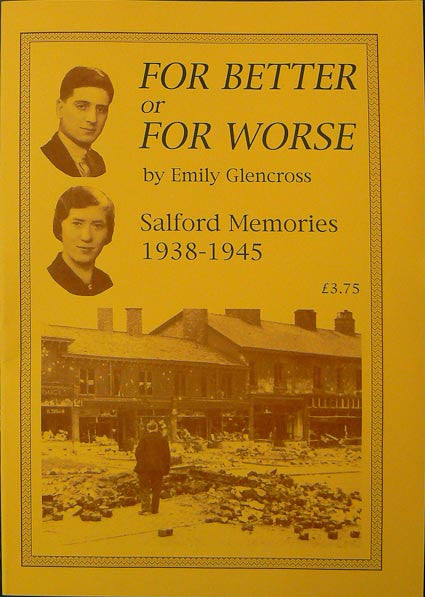 FOR BETTER
or
FOR WORSE
by Emily Glencross
Salford Memories
1938-1945
£3.75